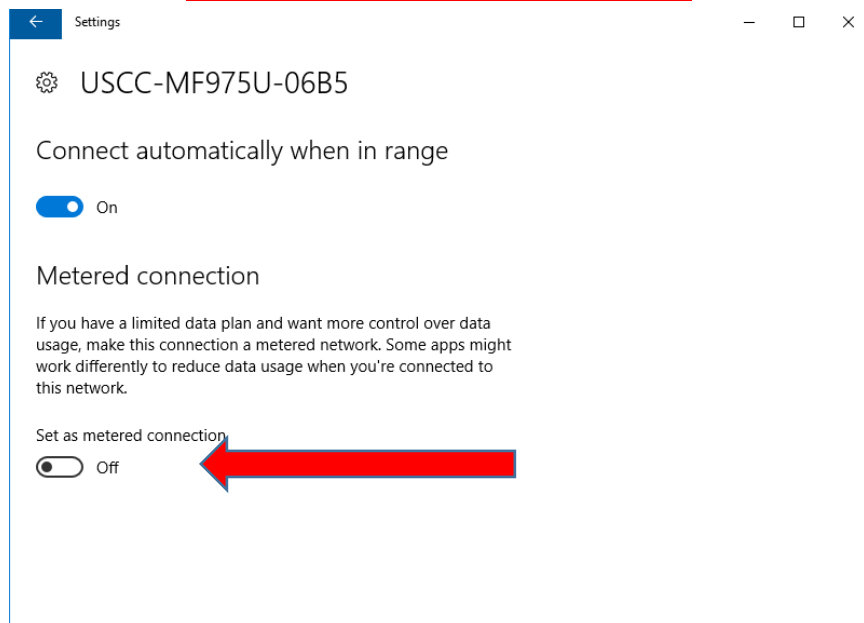 Settings
USCC-MF975U-06B5
Connect automatically when in range
On
Metered connection
If you have a limited data plan and want more control over data
usage, make this connection a metered network. Some apps might
work differently to reduce data usage when you're connected to
this network.
Set as metered connection
Off